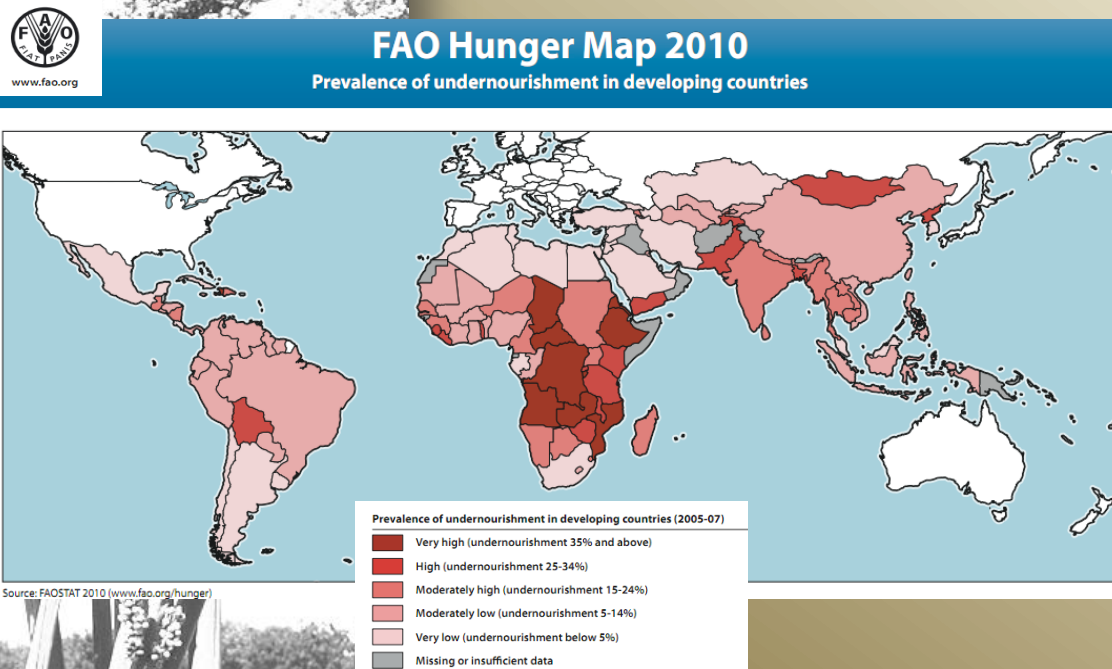 F A O
FIAT PANIS
www.fao.org
FAO Hunger Map 2010
Prevalence of undernourishment in developing countries
Prevalence of undernourishment in developing countries (2005-07)
Very high (undernourishment 35% and above)
High (undernourishment 25-34%)
Moderately high (undernourishment 15-24%)
Moderately low (undernourishment 5-14%)
Very low (undernourishment below 5%)
Missing or insufficient data
Source: FAOSTAT 2010 (www.fao.org/hunger)